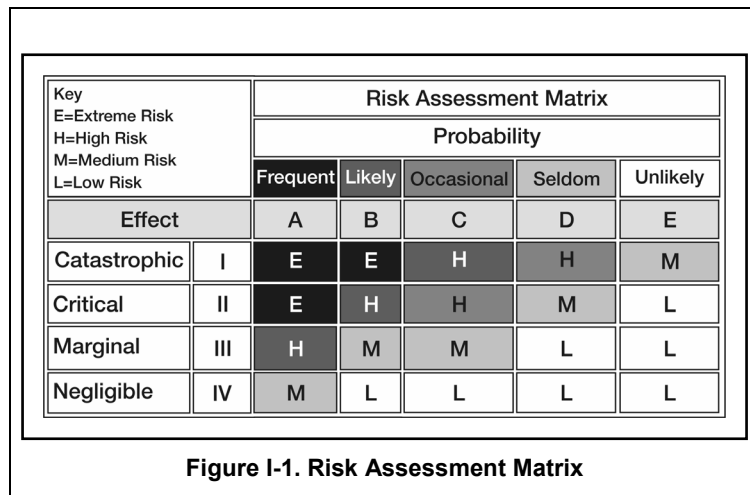 Key
E=Extreme Risk
H=High Risk
M=Medium Risk
L=Low Risk
Risk Assessment Matrix
Probability
Frequent Likely Occasional Seldom Unlikely
Effect A B C D E
Catastrophic I E E H H M
Critical II E H H M L
Marginal III H M M L L
Negligible IV M L L L L
Figure I-1. Risk Assessment Matrix